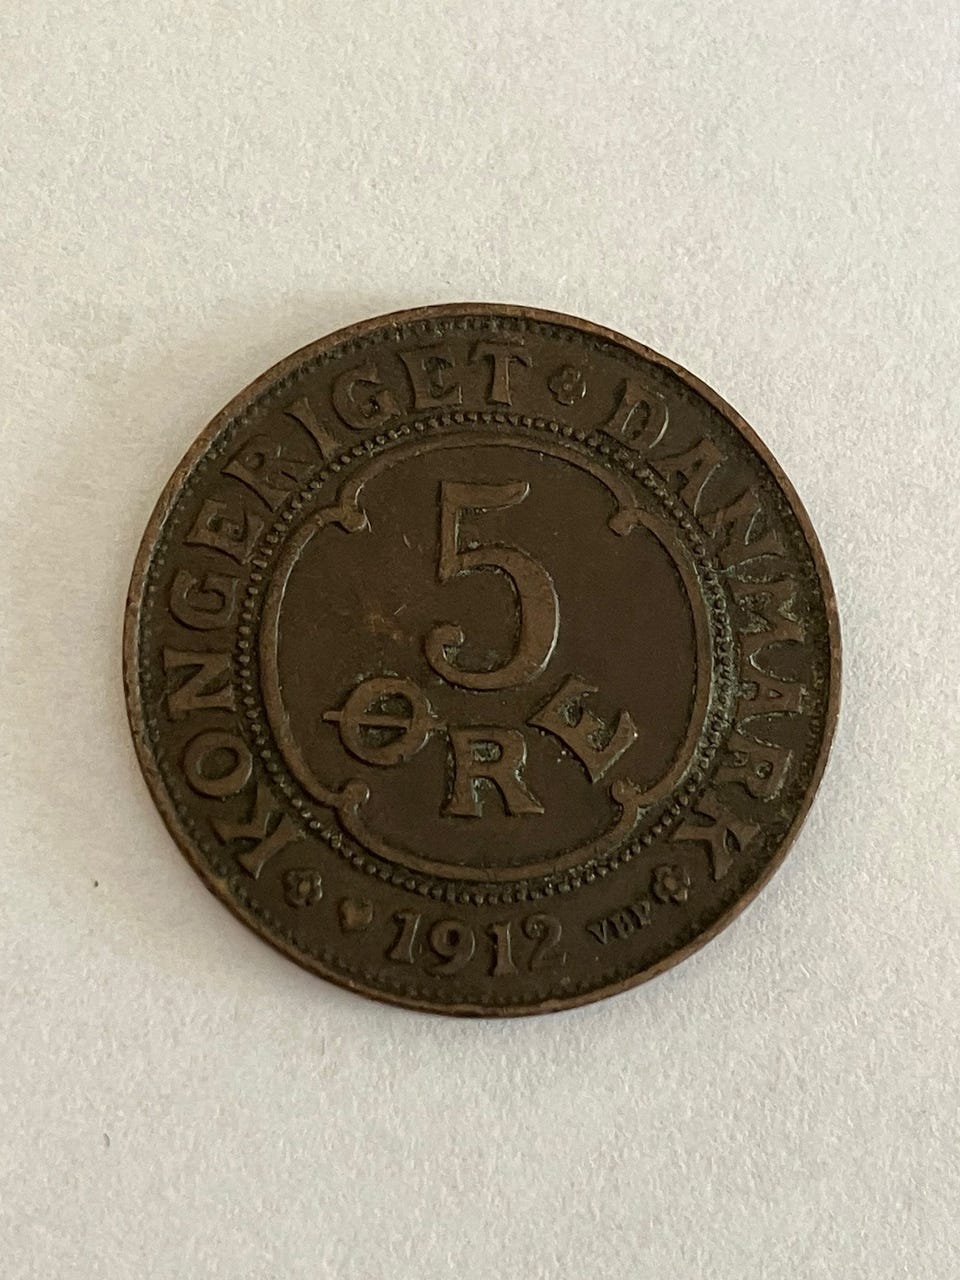 KONGERIGET DANMARK
5
ØRE
1912 VBP